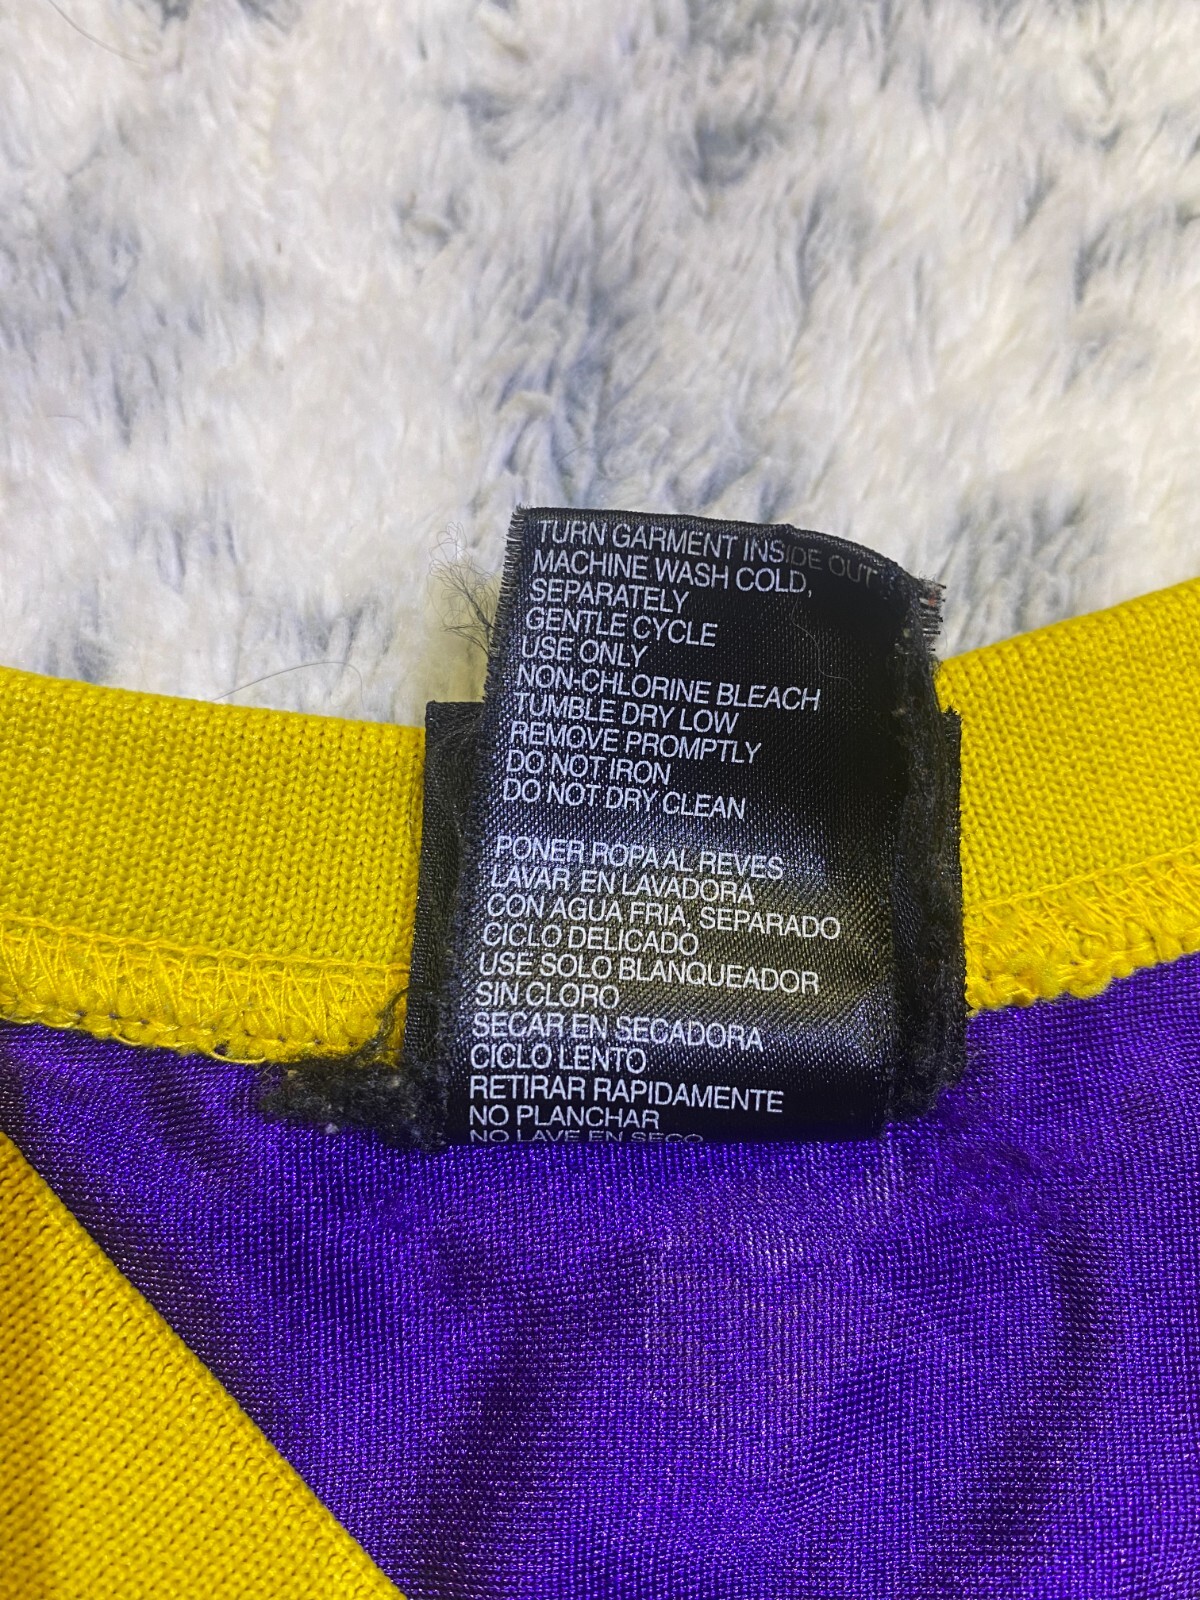 TURN GARMENT INSIDE OUT
MACHINE WASH COLD,
SEPARATELY
GENTLE CYCLE
USE ONLY
NON-CHLORINE BLEACH
TUMBLE DRY LOW
REMOVE PROMPTLY
DO NOT IRON
DO NOT DRY CLEAN
PONER ROPA AL REVES
LAVAR EN LAVADORA
CON AGUA FRIA, SEPARADO
CICLO DELICADO
USE SOLO BLANQUEADOR
SIN CLORO
SECAR EN SECADORA
CICLO LENTO
RETIRAR RAPIDAMENTE
NO PLANCHAR
NO LAVE EN SECO